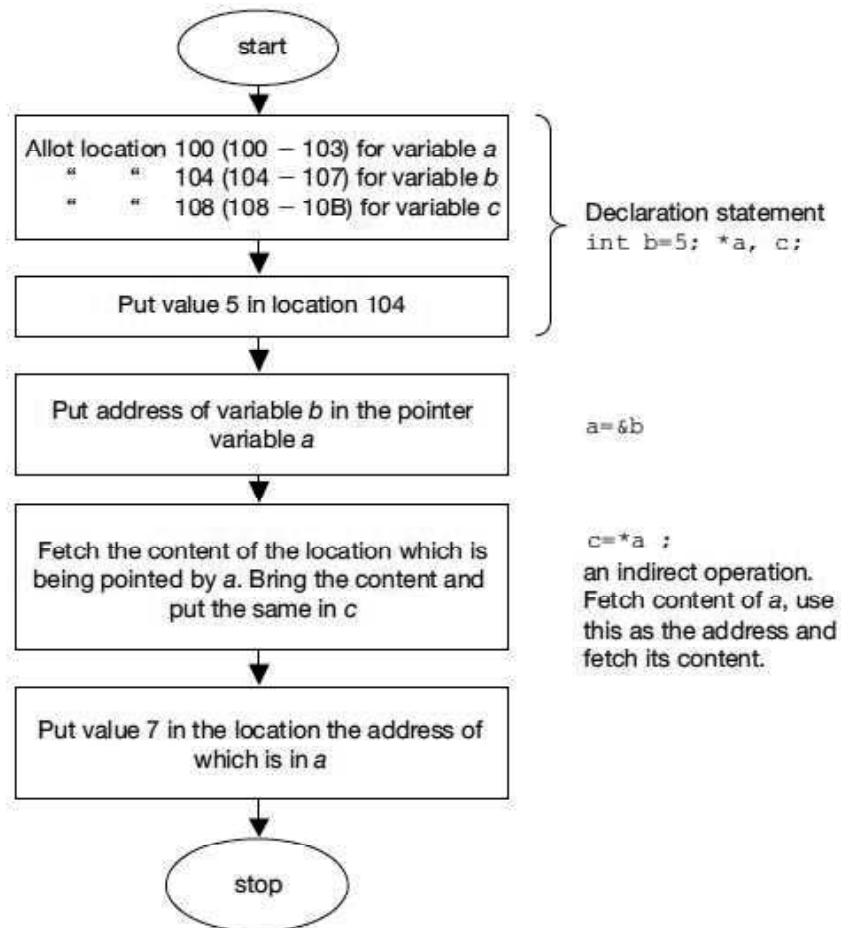 start
Allot location 100 (100 – 103) for variable a
“ “ 104 (104 – 107) for variable b
“ “ 108 (108 – 10B) for variable c
Declaration statement
int b=5; *a, c;
Put value 5 in location 104
Put address of variable b in the pointer
variable a
a=&b
Fetch the content of the location which is
being pointed by a. Bring the content and
put the same in c
c=*a ;
an indirect operation.
Fetch content of a, use
this as the address and
fetch its content.
Put value 7 in the location the address of
which is in a
stop